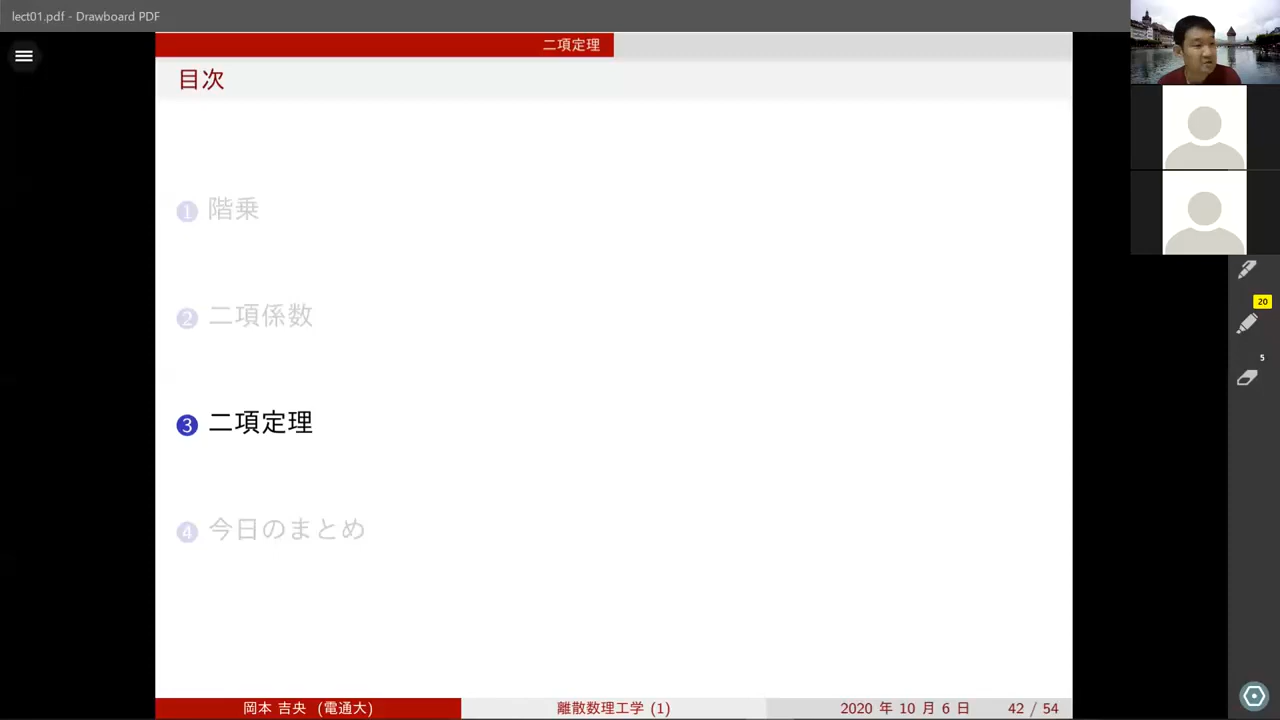 lect01.pdf - Drawboard PDF
二項定理
目次
1 階乗
2 二項係数
3 二項定理
4 今日のまとめ
20
5
岡本 吉央 (電通大)
離散数理工学 (1)
2020 年 10 月 6 日
42 / 54